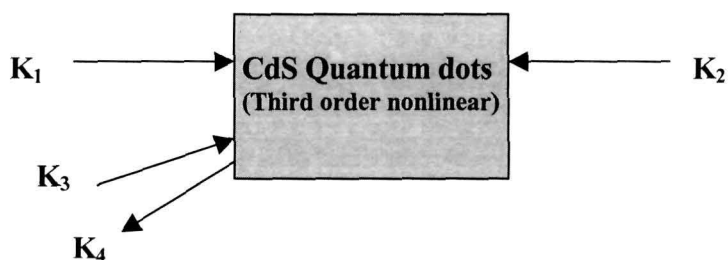 K₁
CdS Quantum dots
(Third order nonlinear)
K₂
K₃
K₄